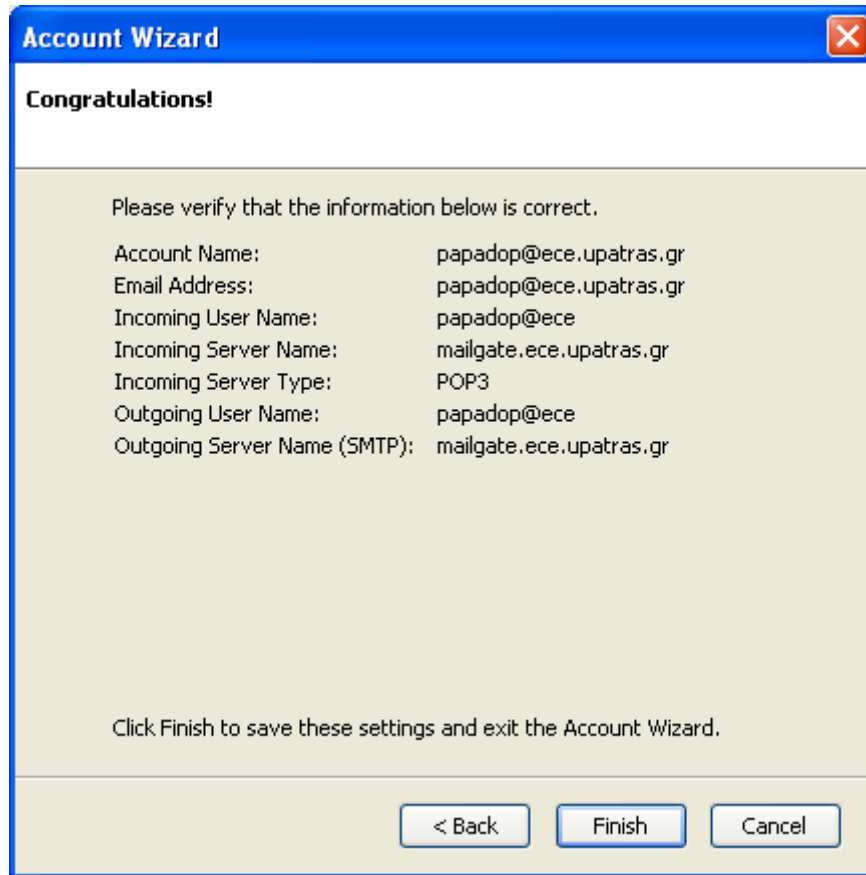 Account Wizard
Congratulations!
Please verify that the information below is correct.
Account Name: papadop@ece.upatras.gr
Email Address: papadop@ece.upatras.gr
Incoming User Name: papadop@ece
Incoming Server Name: mailgate.ece.upatras.gr
Incoming Server Type: POP3
Outgoing User Name: papadop@ece
Outgoing Server Name (SMTP): mailgate.ece.upatras.gr
Click Finish to save these settings and exit the Account Wizard.
< Back Finish Cancel